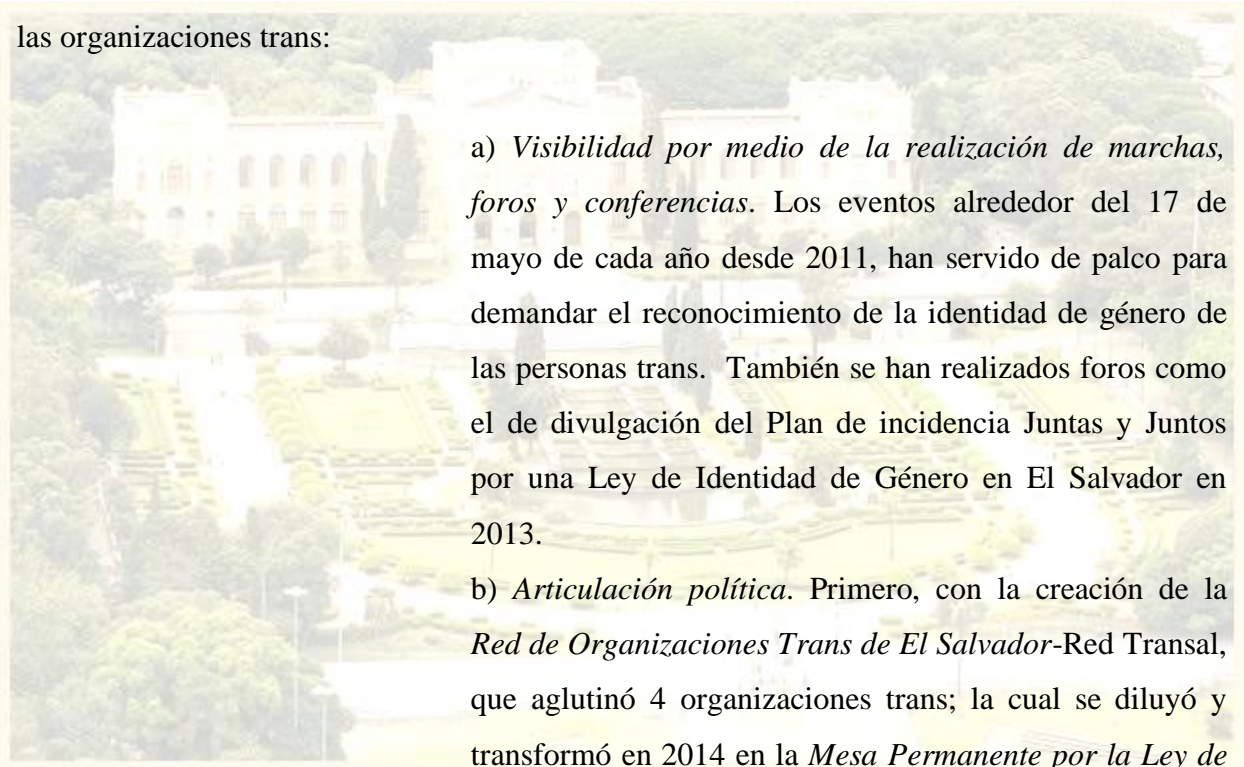 las organizaciones trans:
a) Visibilidad por medio de la realización de marchas,
foros y conferencias. Los eventos alrededor del 17 de
mayo de cada año desde 2011, han servido de palco para
demandar el reconocimiento de la identidad de género de
las personas trans. También se han realizados foros como
el de divulgación del Plan de incidencia Juntas y Juntos
por una Ley de Identidad de Género en El Salvador en
2013.
b) Articulación política. Primero, con la creación de la
Red de Organizaciones Trans de El Salvador-Red Transal,
que aglutinó 4 organizaciones trans; la cual se diluyó y
transformó en 2014 en la Mesa Permanente por la Ley de